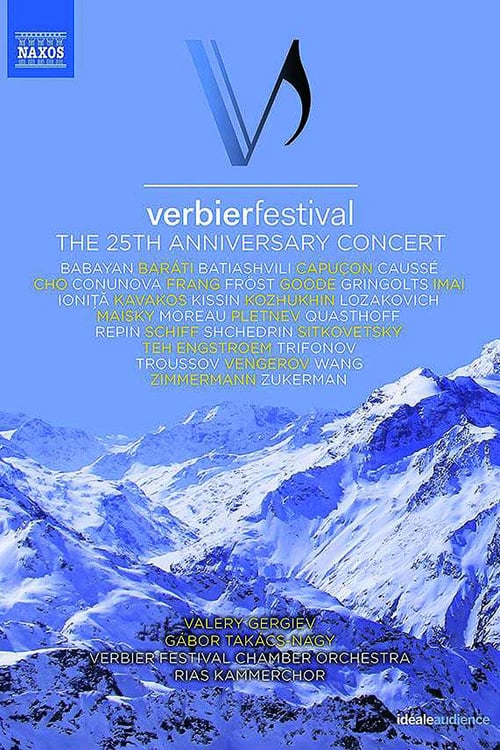 NAXOS
verbierfestival
THE 25TH ANNIVERSARY CONCERT
BABAYAN BARÁTI BATIASHVILI CAPUÇON CAUSSÉ
CHO CONUNOVA FRANG FRÖST GOODE GRINGOLTS IMAI
IONIȚĂ KAVAKOS KISSIN KOZHUKHIN LOZAKOVICH
MAISKY MOREAU PLETNEV QUASTHOFF
REPIN SCHIFF SHCHEDRIN SITKOVETSKY
TEH ENGSTROEM TRIFONOV
TROUSSOV VENGEROV WANG
ZIMMERMANN ZUKERMAN
VALERY GERGIEV
GÁBOR TAKÁCS-NAGY
VERBIER FESTIVAL CHAMBER ORCHESTRA
RIAS KAMMERCHOR
idéaleaudience